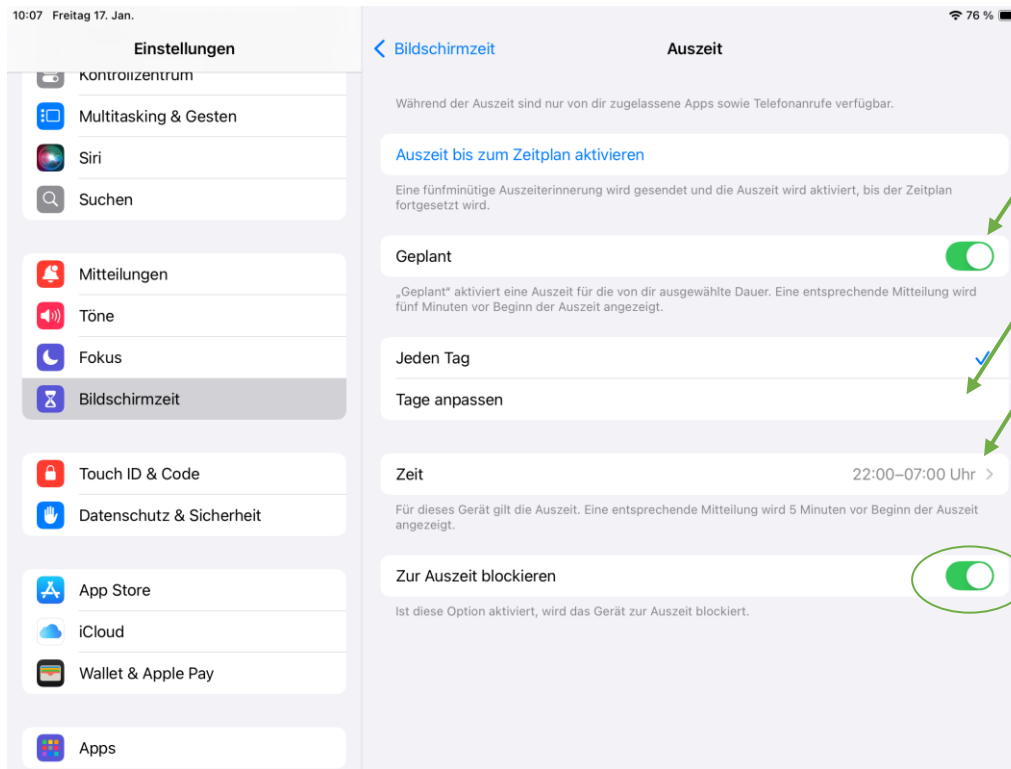 10:07 Freitag 17. Jan.
76 %
Einstellungen
Kontrollzentrum
Multitasking & Gesten
Siri
Suchen
Mitteilungen
Töne
Fokus
Bildschirmzeit
Touch ID & Code
Datenschutz & Sicherheit
App Store
iCloud
Wallet & Apple Pay
Apps
Bildschirmzeit
Auszeit
Während der Auszeit sind nur von dir zugelassene Apps sowie Telefonanrufe verfügbar.
Auszeit bis zum Zeitplan aktivieren
Eine fünfminütige Auszeiterinnerung wird gesendet und die Auszeit wird aktiviert, bis der Zeitplan
fortgesetzt wird.
Geplant
„Geplant“ aktiviert eine Auszeit für die von dir ausgewählte Dauer. Eine entsprechende Mitteilung wird
fünf Minuten vor Beginn der Auszeit angezeigt.
Jeden Tag
Tage anpassen
Zeit 22:00–07:00 Uhr
Für dieses Gerät gilt die Auszeit. Eine entsprechende Mitteilung wird 5 Minuten vor Beginn der Auszeit
angezeigt.
Zur Auszeit blockieren
Ist diese Option aktiviert, wird das Gerät zur Auszeit blockiert.